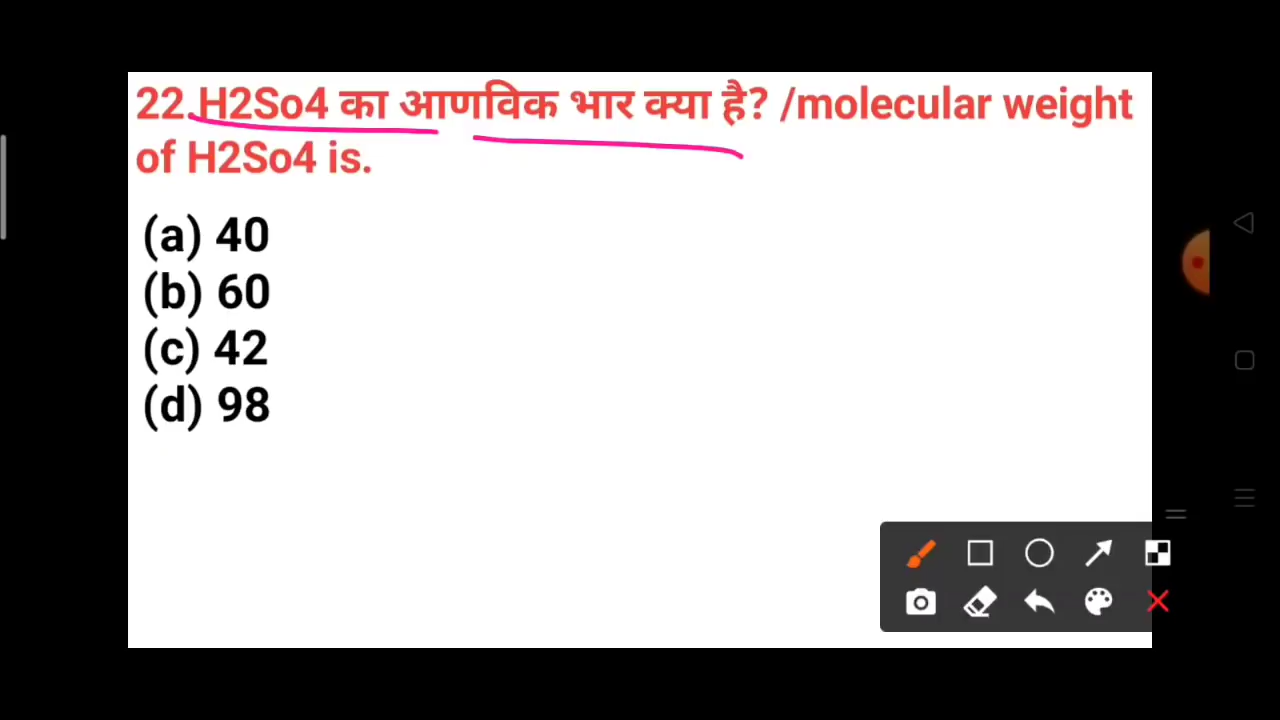 22.H2So4 का आणविक भार क्या है? /molecular weight
of H2So4 is.
(a) 40
(b) 60
(c) 42
(d) 98